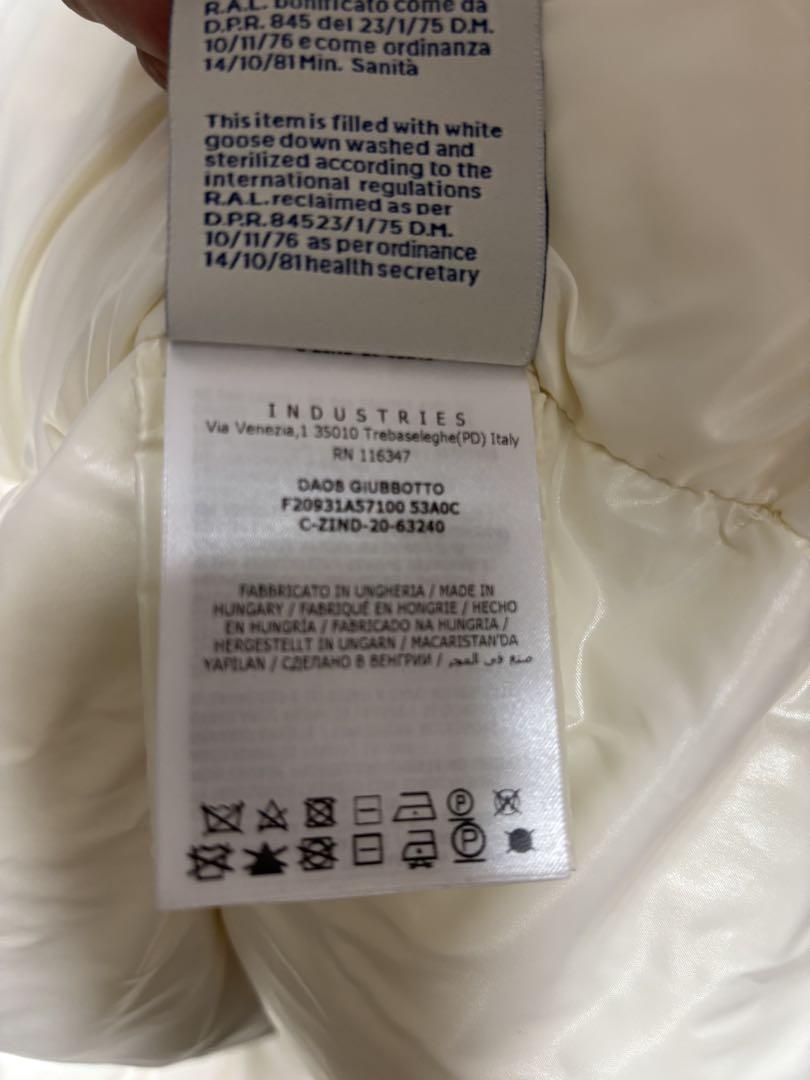 R.A.L. bonificato come da
D.P.R. 845 del 23/1/75 D.M.
10/11/76 e come ordinanza
14/10/81 Min. Sanità
This item is filled with white
goose down washed and
sterilized according to the
international regulations
R.A.L. reclaimed as per
D.P.R. 84523/1/75 D.M.
10/11/76 as per ordinance
14/10/81 health secretary
INDUSTRIES
Via Venezia,1 35010 Trebaseleghe(PD) Italy
RN 116347
DAOB GIUBBOTTO
F20931A57100 53A0C
C-ZIND-20-63240
FABBRICATO IN UNGHERIA / MADE IN
HUNGARY / FABRIQUÉ EN HONGRIE / HECHO
EN HUNGRÍA / FABRICADO NA HUNGRIA /
HERGESTELLT IN UNGARN / MACARISTAN'DA
YAPILAN / СДЕЛАНО В ВЕНГРИИ / صنع في المجر
P
P